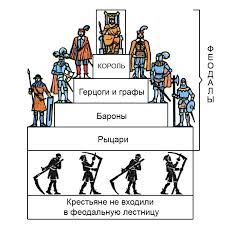 КОРОЛЬ
Герцоги и графы
Бароны
Рыцари
Крестьяне не входили
в феодальную лестницу
ФЕОДАЛЫ